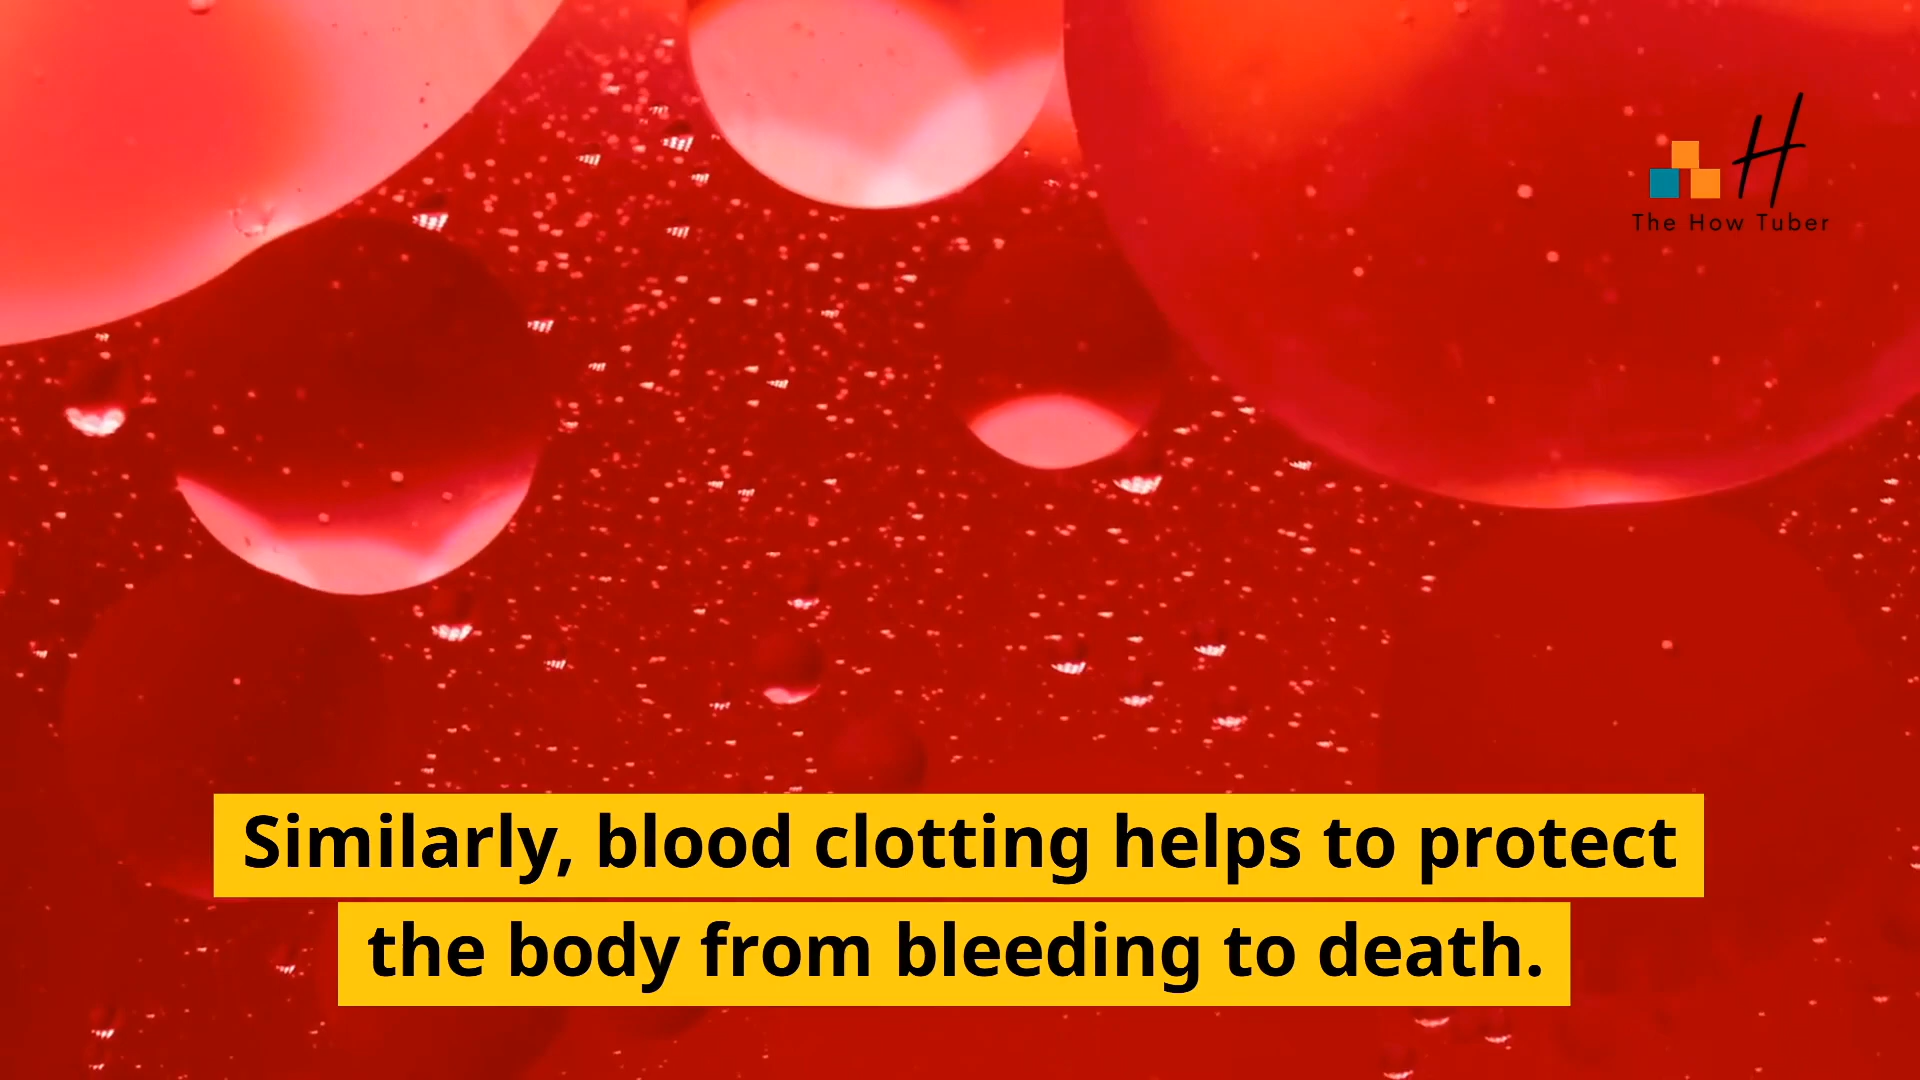 H
The How Tuber
Similarly, blood clotting helps to protect
the body from bleeding to death.